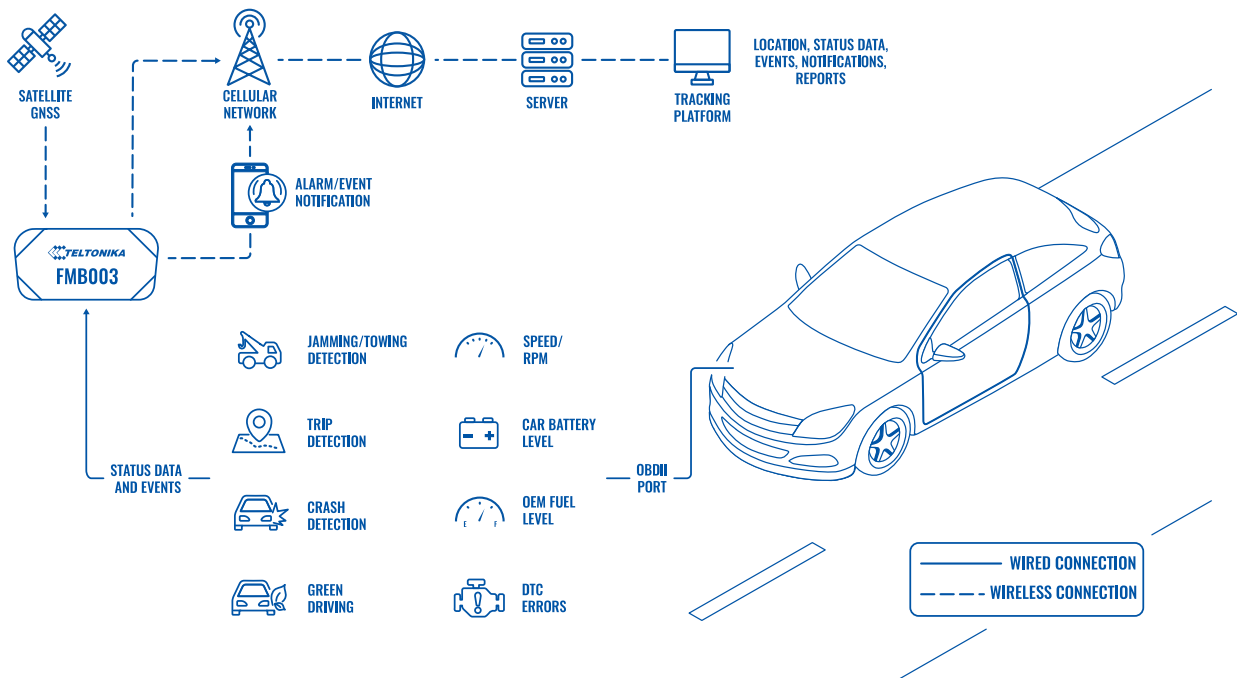 SATELLITE
GNSS
CELLULAR
NETWORK
INTERNET
SERVER
TRACKING
PLATFORM
LOCATION, STATUS DATA,
EVENTS, NOTIFICATIONS,
REPORTS
ALARM/EVENT
NOTIFICATION
TELTONIKA
FMB003
JAMMING/TOWING
DETECTION
SPEED/
RPM
TRIP
DETECTION
CAR BATTERY
LEVEL
STATUS DATA
AND EVENTS
OBDII
PORT
CRASH
DETECTION
E F
OEM FUEL
LEVEL
GREEN
DRIVING
DTC
ERRORS
WIRED CONNECTION
WIRELESS CONNECTION